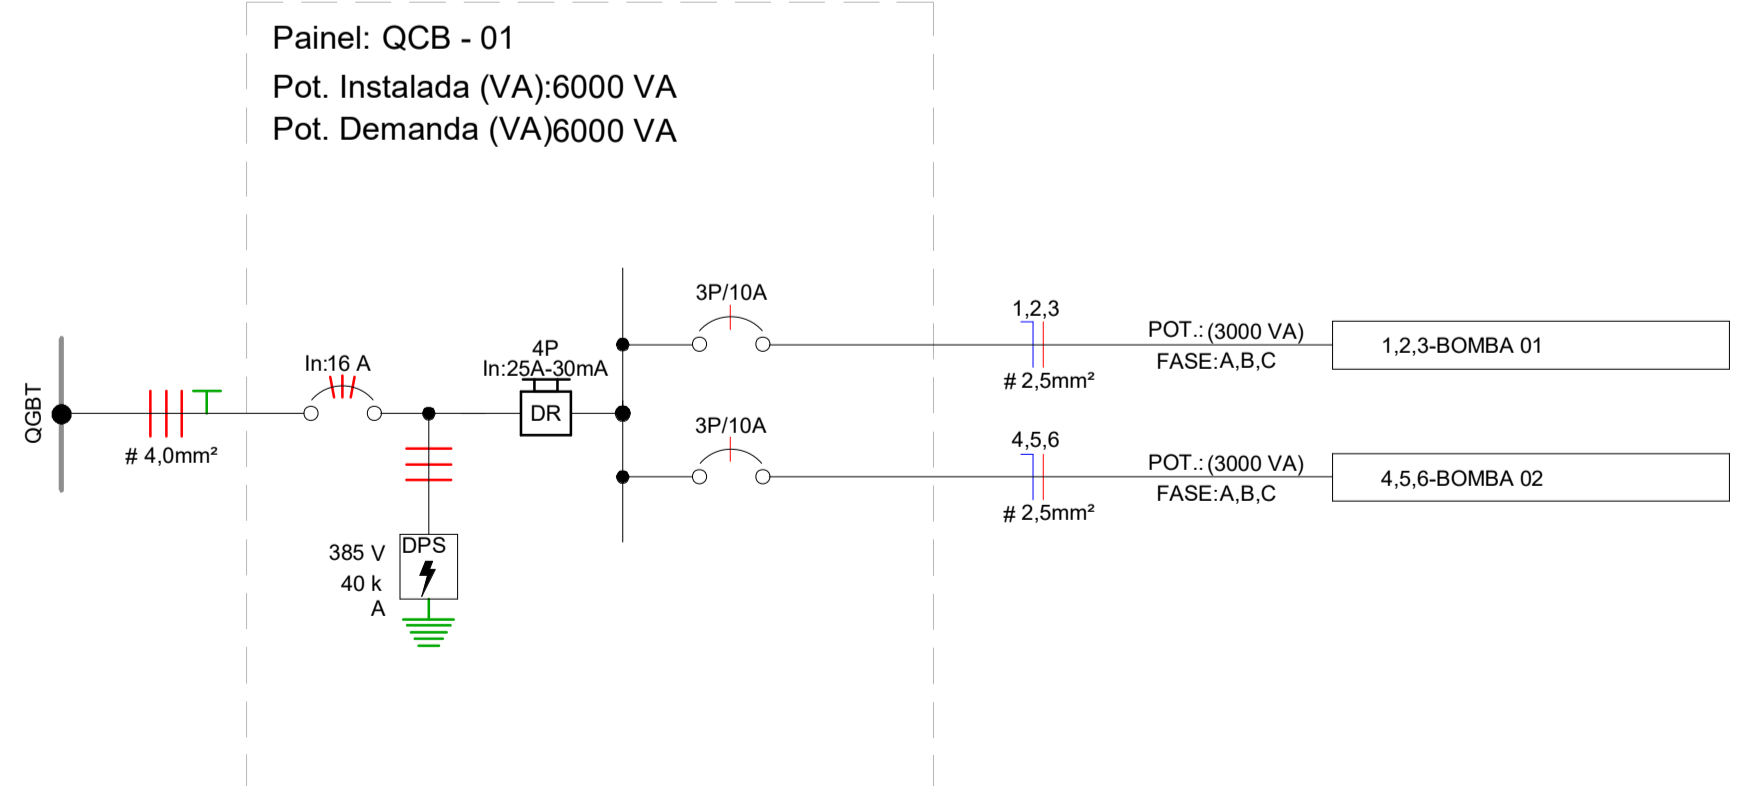 Painel: QCB - 01
Pot. Instalada (VA):6000 VA
Pot. Demanda (VA)6000 VA
QGBT
# 4,0mm²
In:16 A
4P
In:25A-30mA
DR
385 V
40 k
A
DPS
3P/10A
1,2,3
# 2,5mm²
POT.: (3000 VA)
FASE:A,B,C
1,2,3-BOMBA 01
3P/10A
4,5,6
# 2,5mm²
POT.: (3000 VA)
FASE:A,B,C
4,5,6-BOMBA 02